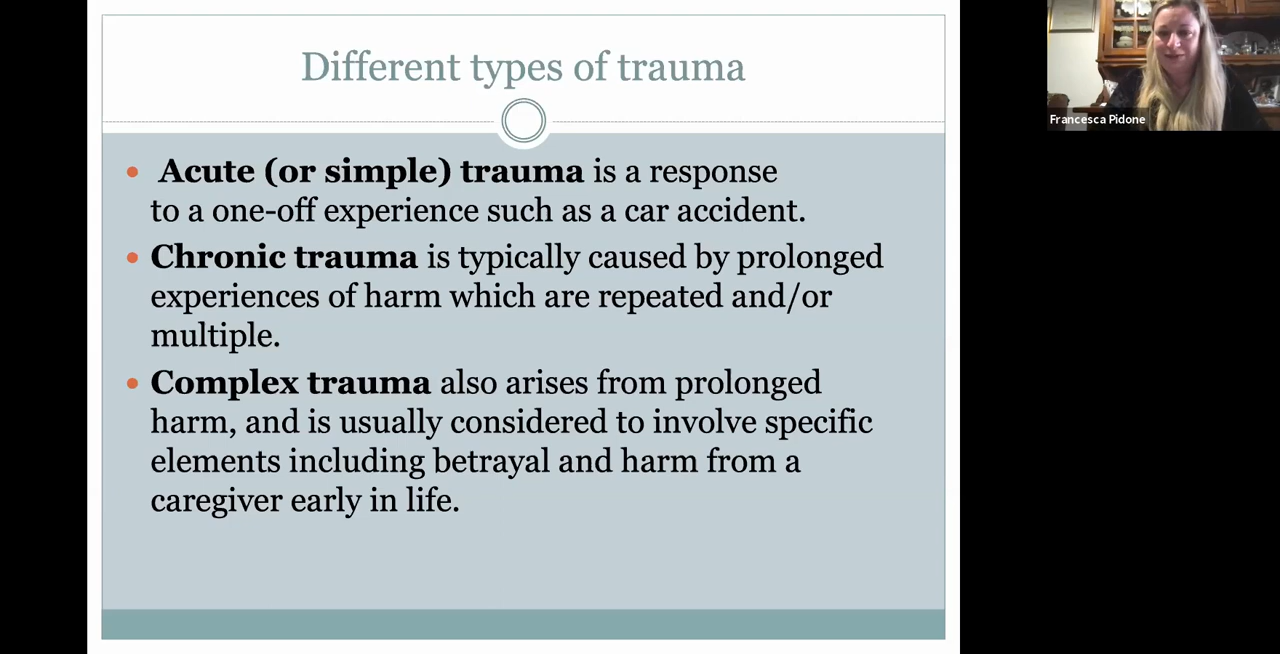 Different types of trauma
Acute (or simple) trauma is a response
to a one-off experience such as a car accident.
Chronic trauma is typically caused by prolonged
experiences of harm which are repeated and/or
multiple.
Complex trauma also arises from prolonged
harm, and is usually considered to involve specific
elements including betrayal and harm from a
caregiver early in life.
Francesca Pidone